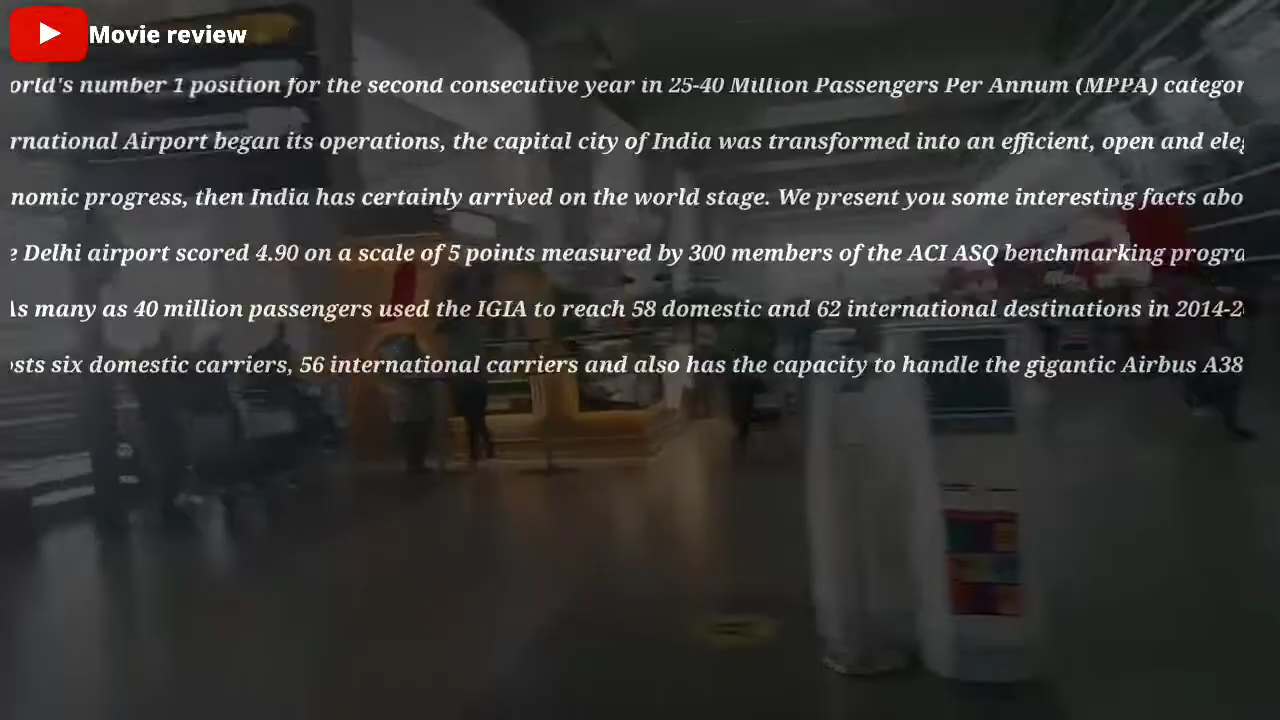 Movie review
orld's number 1 position for the second consecutive year in 25-40 Million Passengers Per Annum (MPPA) categor
rnational Airport began its operations, the capital city of India was transformed into an efficient, open and ele
nomic progress, then India has certainly arrived on the world stage. We present you some interesting facts abo
Delhi airport scored 4.90 on a scale of 5 points measured by 300 members of the ACI ASQ benchmarking progra
As many as 40 million passengers used the IGIA to reach 58 domestic and 62 international destinations in 2014-2
sts six domestic carriers, 56 international carriers and also has the capacity to handle the gigantic Airbus A38